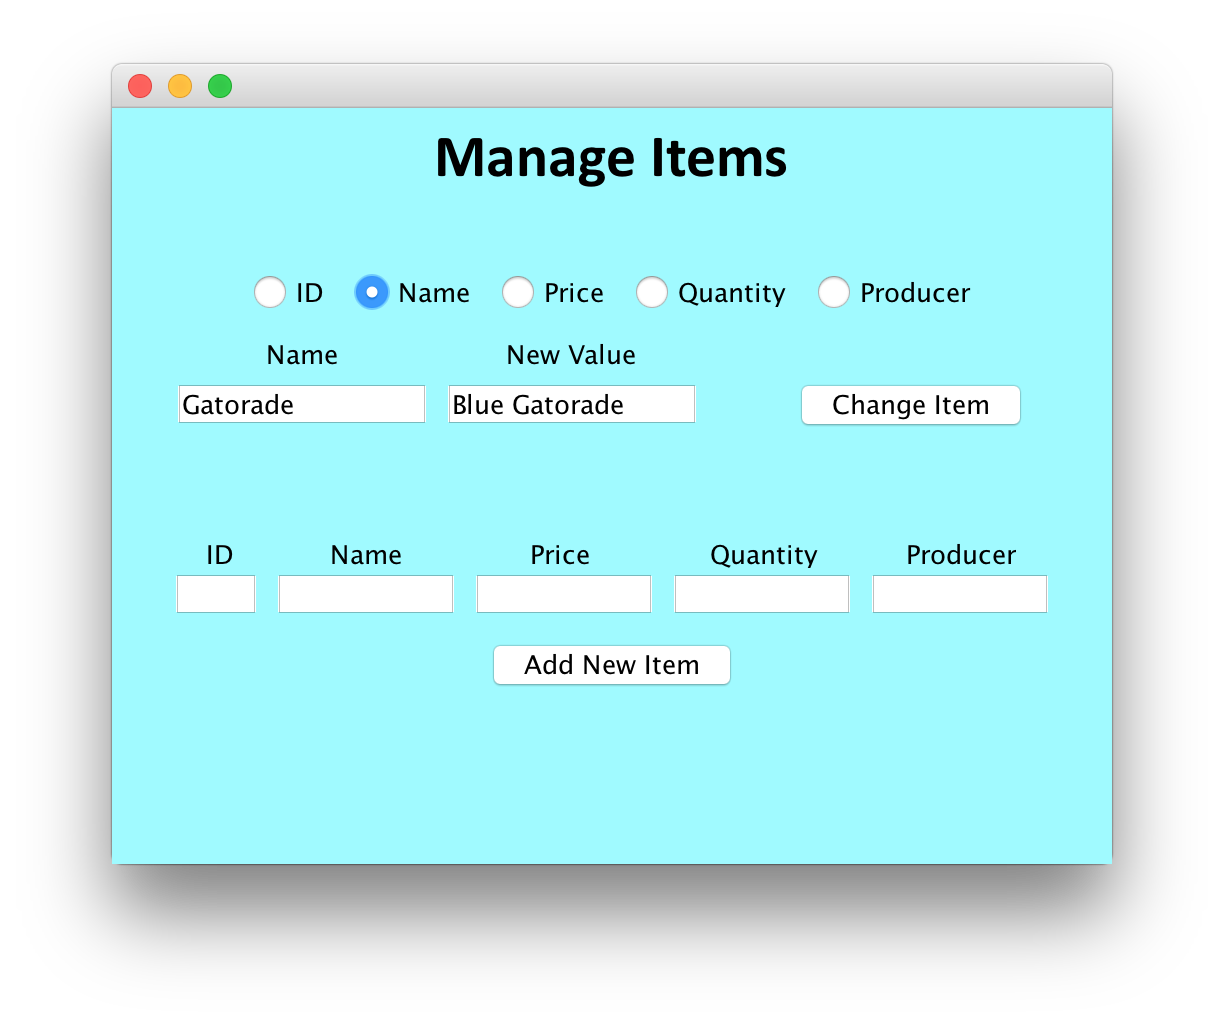 Manage Items
ID Name Price Quantity Producer
Name New Value
Gatorade Blue Gatorade Change Item
ID Name Price Quantity Producer
Add New Item